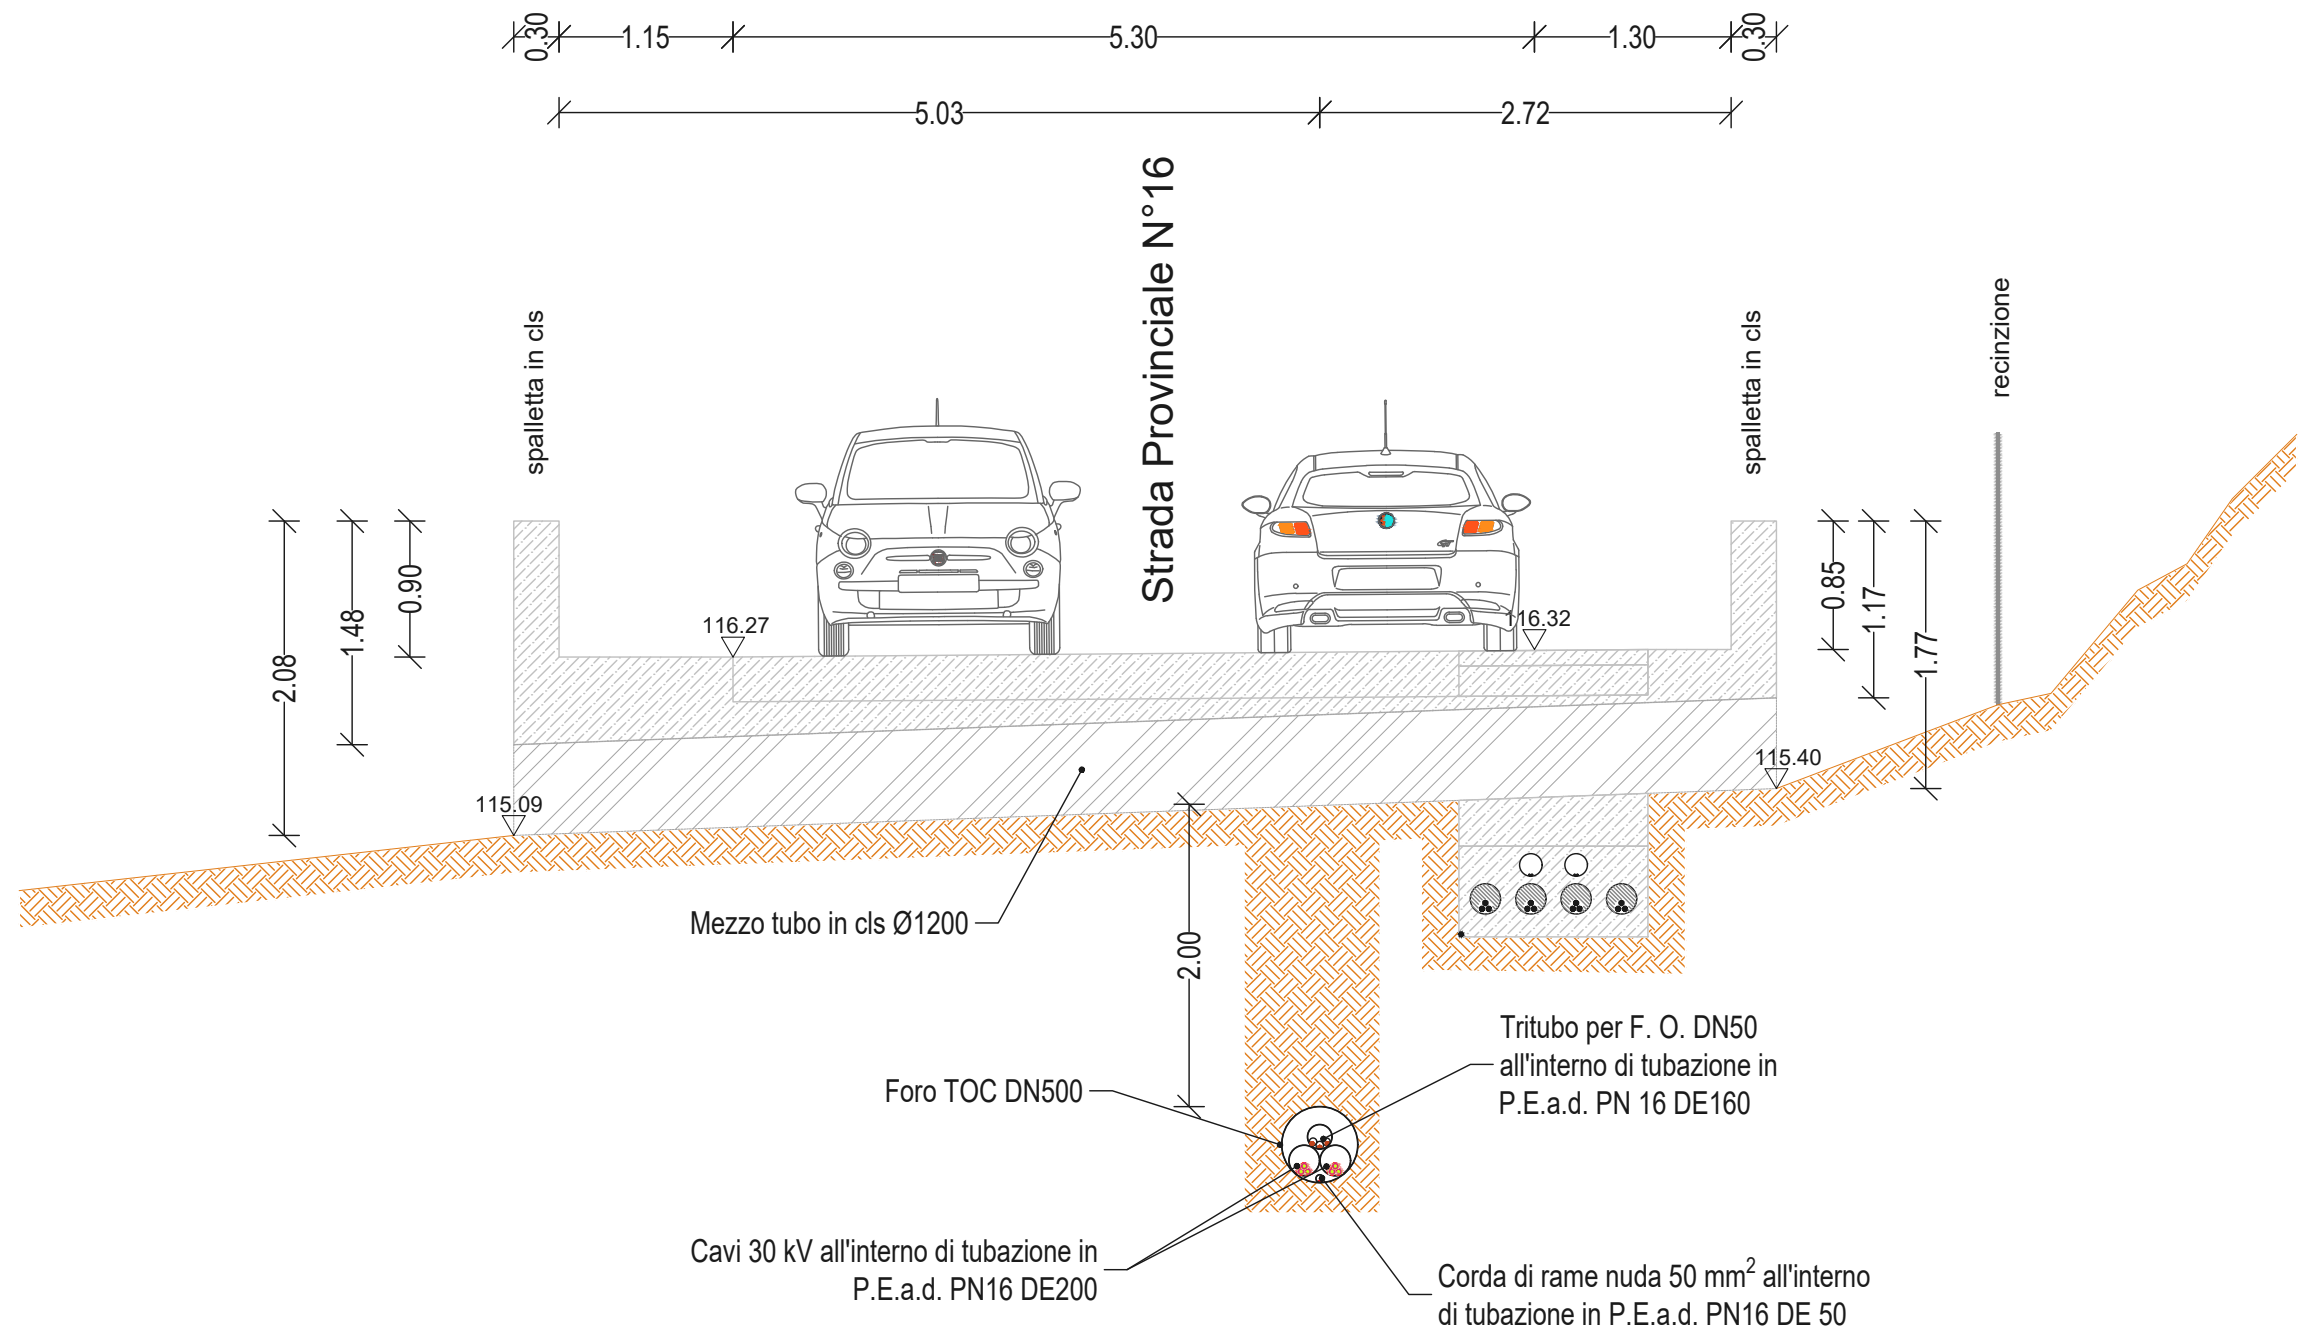 0.30
1.15
5.30
1.30
0.30
5.03
2.72
Strada Provinciale N°16
spalletta in cls
spalletta in cls
recinzione
2.08
1.48
0.90
0.85
1.17
1.77
116.27
116.32
115.09
115.40
Mezzo tubo in cls Ø1200
2.00
Tritubo per F. O. DN50
all'interno di tubazione in
P.E.a.d. PN 16 DE160
Foro TOC DN500
Cavi 30 kV all'interno di tubazione in
P.E.a.d. PN16 DE200
Corda di rame nuda 50 mm² all'interno
di tubazione in P.E.a.d. PN16 DE 50